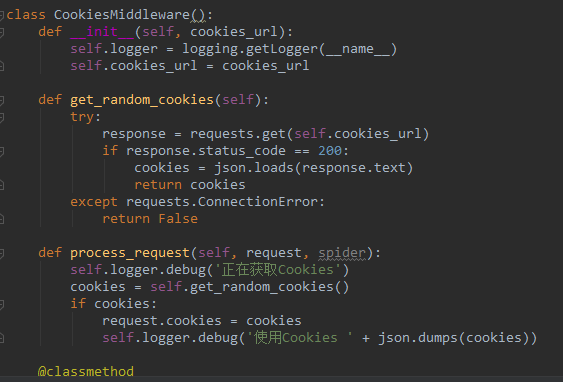 class CookiesMiddleware():
def __init__(self, cookies_url):
self.logger = logging.getLogger(__name__)
self.cookies_url = cookies_url
def get_random_cookies(self):
try:
response = requests.get(self.cookies_url)
if response.status_code == 200:
cookies = json.loads(response.text)
return cookies
except requests.ConnectionError:
return False
def process_request(self, request, spider):
self.logger.debug('正在获取Cookies')
cookies = self.get_random_cookies()
if cookies:
request.cookies = cookies
self.logger.debug('使用Cookies ' + json.dumps(cookies))
@classmethod